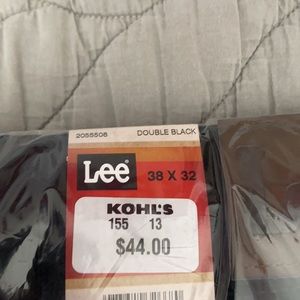 2055508 DOUBLE BLACK
Lee 38 X 32
KOHL'S
155 13
$44.00